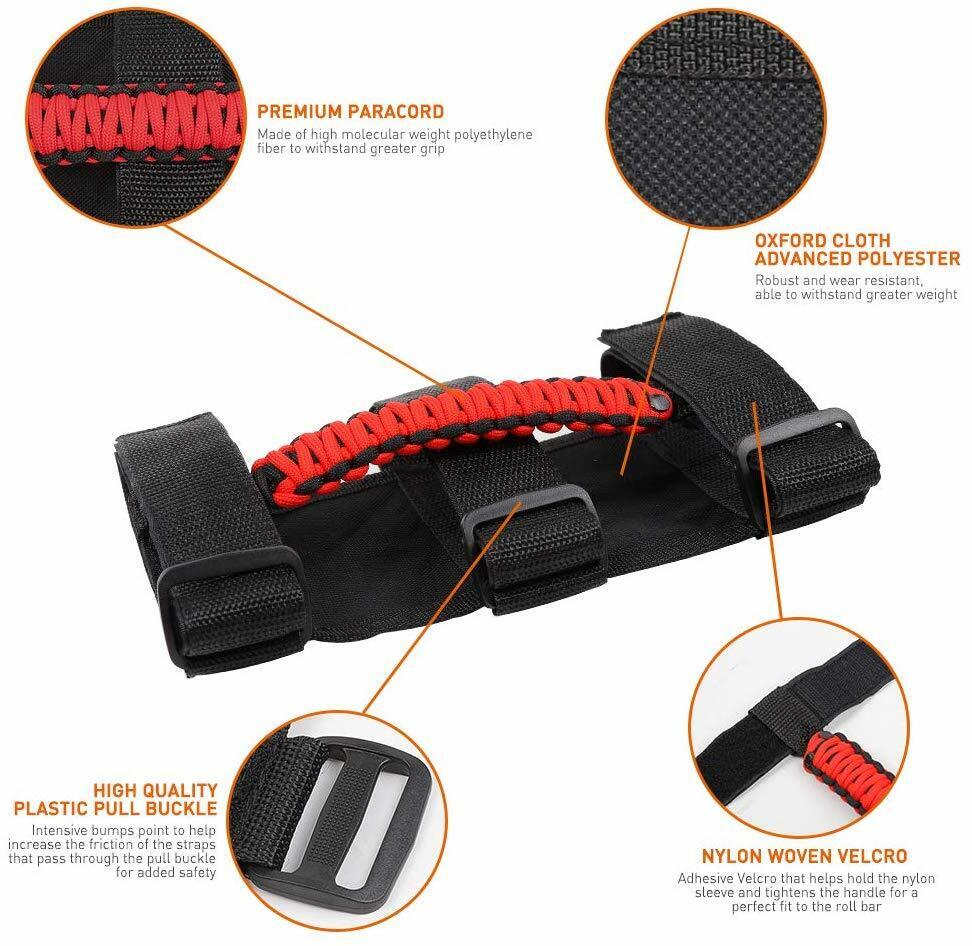 PREMIUM PARACORD
Made of high molecular weight polyethylene
fiber to withstand greater grip
OXFORD CLOTH
ADVANCED POLYESTER
Robust and wear resistant,
able to withstand greater weight
HIGH QUALITY
PLASTIC PULL BUCKLE
Intensive bumps point to help
increase the friction of the straps
that pass through the pull buckle
for added safety
NYLON WOVEN VELCRO
Adhesive Velcro that helps hold the nylon
sleeve and tightens the handle for a
perfect fit to the roll bar